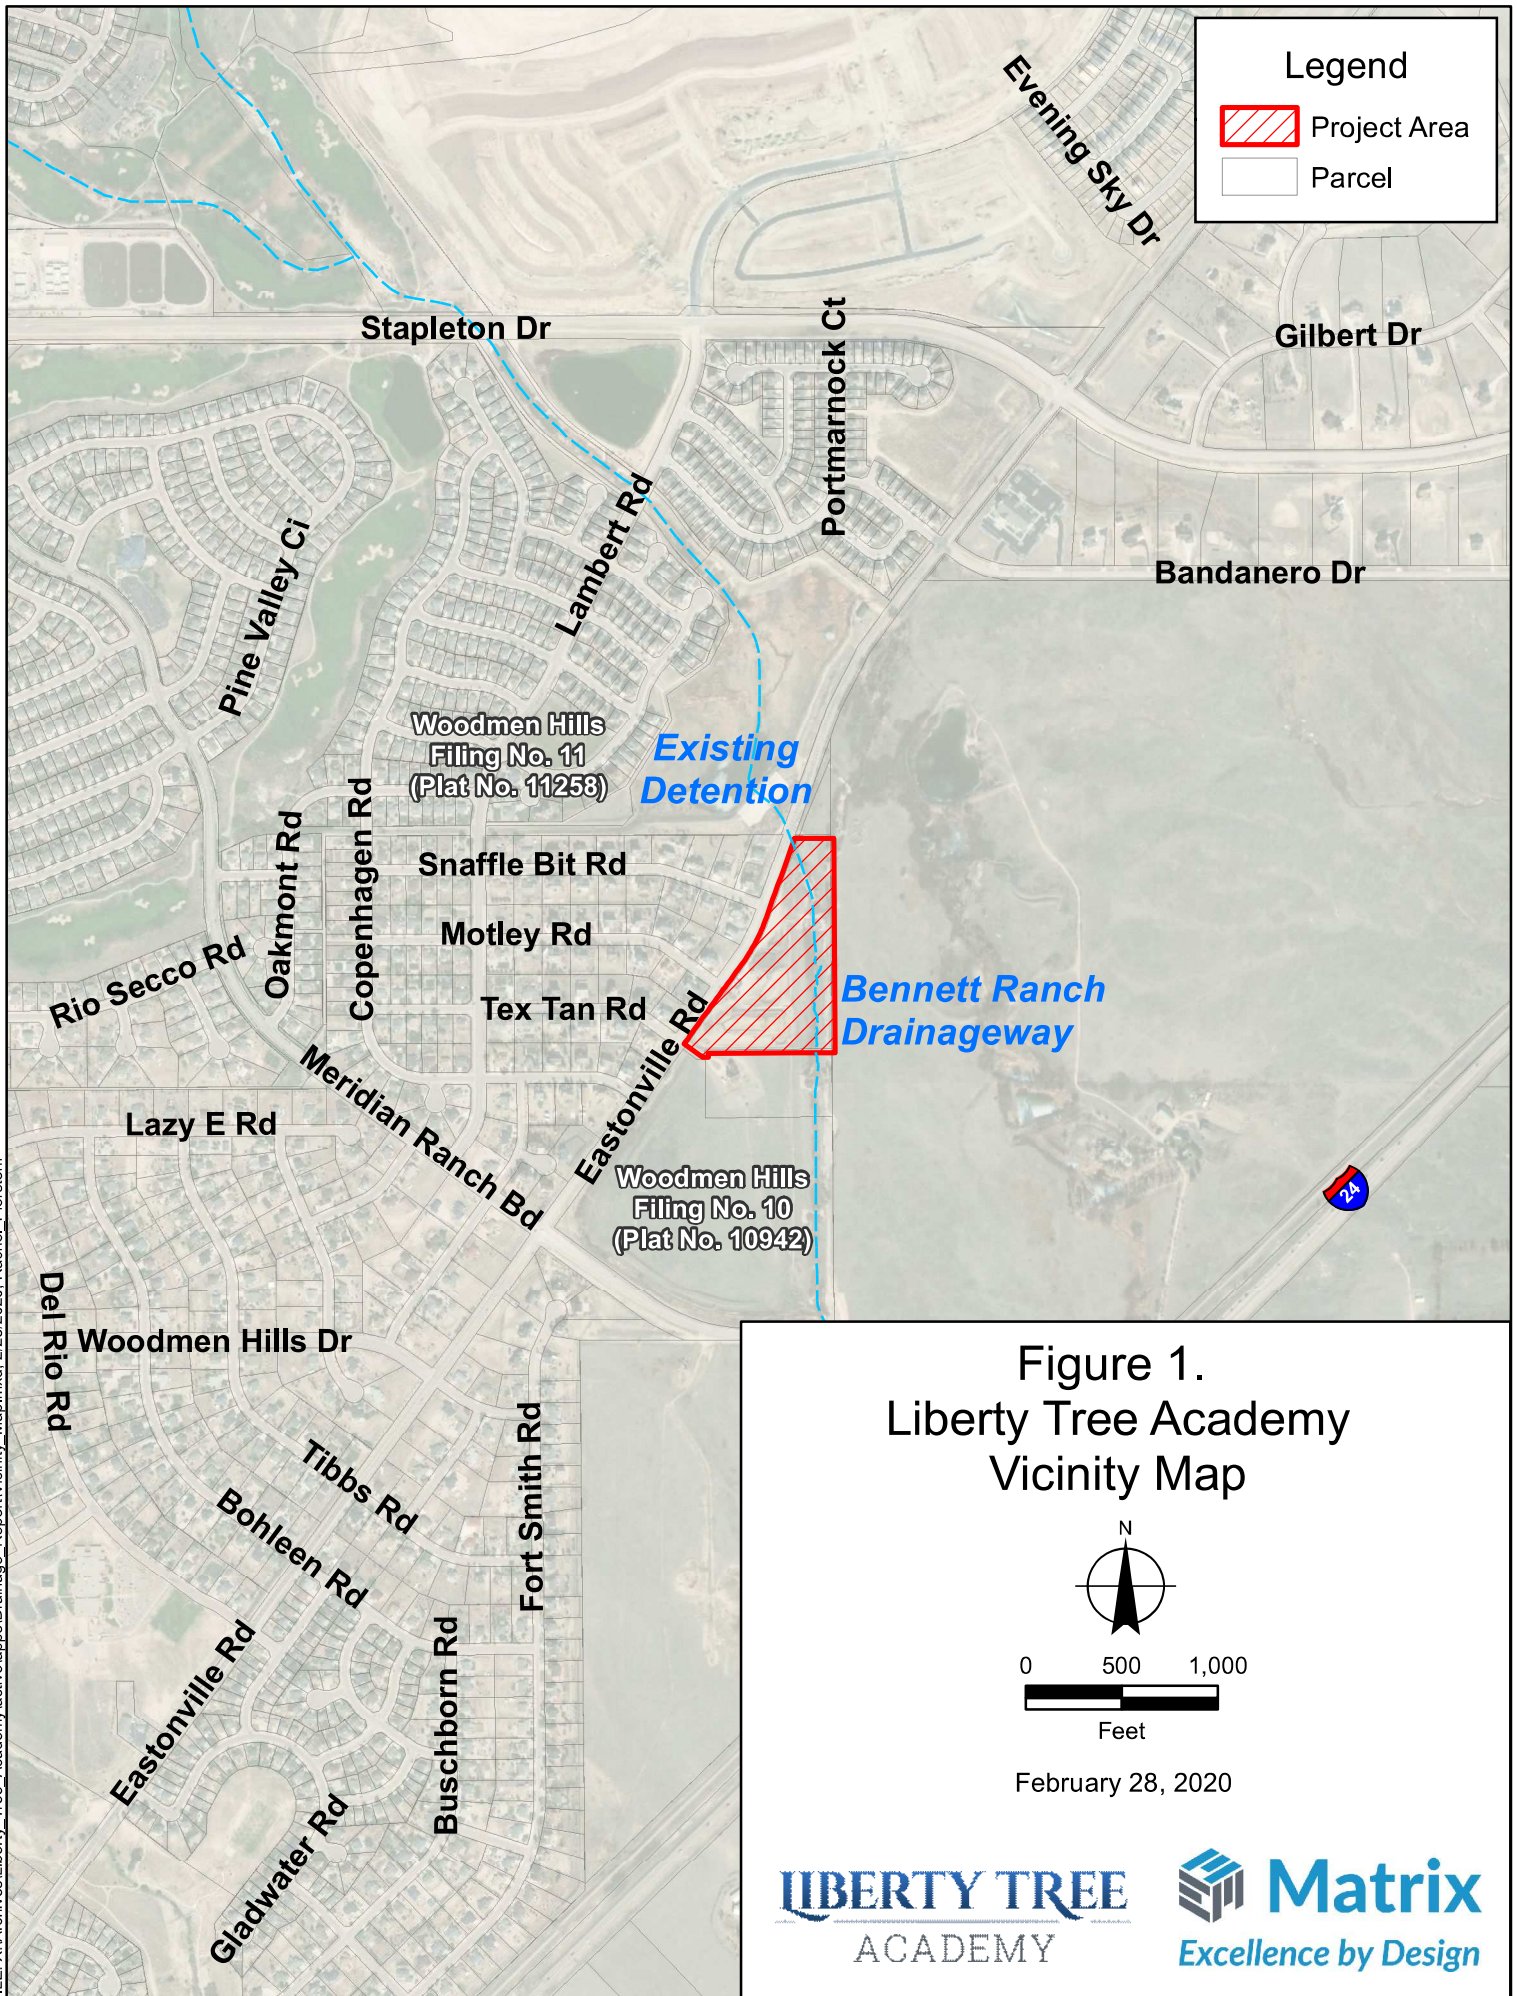 Legend
Project Area
Parcel
Evening Sky Dr
Stapleton Dr
Portmarnock Ct
Gilbert Dr
Lambert Rd
Pine Valley Ci
Bandanero Dr
Woodmen Hills
Filing No. 11
(Plat No. 11258)
Existing
Detention
Oakmont Rd
Copenhagen Rd
Snaffle Bit Rd
Motley Rd
Rio Secco Rd
Tex Tan Rd
Bennett Ranch
Drainageway
Eastonville Rd
Meridian Ranch Bd
Lazy E Rd
Woodmen Hills
Filing No. 10
(Plat No. 10942)
24
Del Rio Rd
Woodmen Hills Dr
Tibbs Rd
Fort Smith Rd
Bohleen Rd
Eastonville Rd
Buschborn Rd
Gladwater Rd
Figure 1.
Liberty Tree Academy
Vicinity Map
N
0 500 1,000
Feet
February 28, 2020
LIBERTY TREE
ACADEMY
Matrix
Excellence by Design